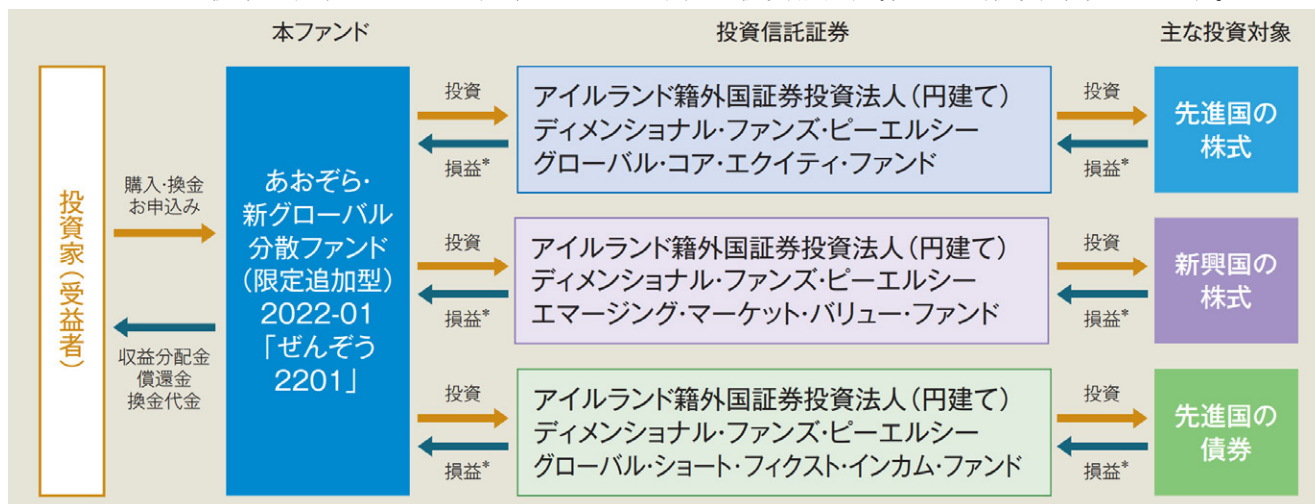 本ファンド
投資信託証券
主な投資対象
投資家(受益者)
購入・換金
お申込み
収益分配金
償還金
換金代金
あおぞら・
新グローバル
分散ファンド
(限定追加型)
2022-01
「ぜんぞう
2201」
投資
損益*
アイルランド籍外国証券投資法人(円建て)
ディメンショナル・ファンズ・ピーエルシー
グローバル・コア・エクイティ・ファンド
投資
損益*
先進国の
株式
投資
損益*
アイルランド籍外国証券投資法人(円建て)
ディメンショナル・ファンズ・ピーエルシー
エマージング・マーケット・バリュー・ファンド
投資
損益*
新興国の
株式
投資
損益*
アイルランド籍外国証券投資法人(円建て)
ディメンショナル・ファンズ・ピーエルシー
グローバル・ショート・フィクスト・インカム・ファンド
投資
損益*
先進国の
債券